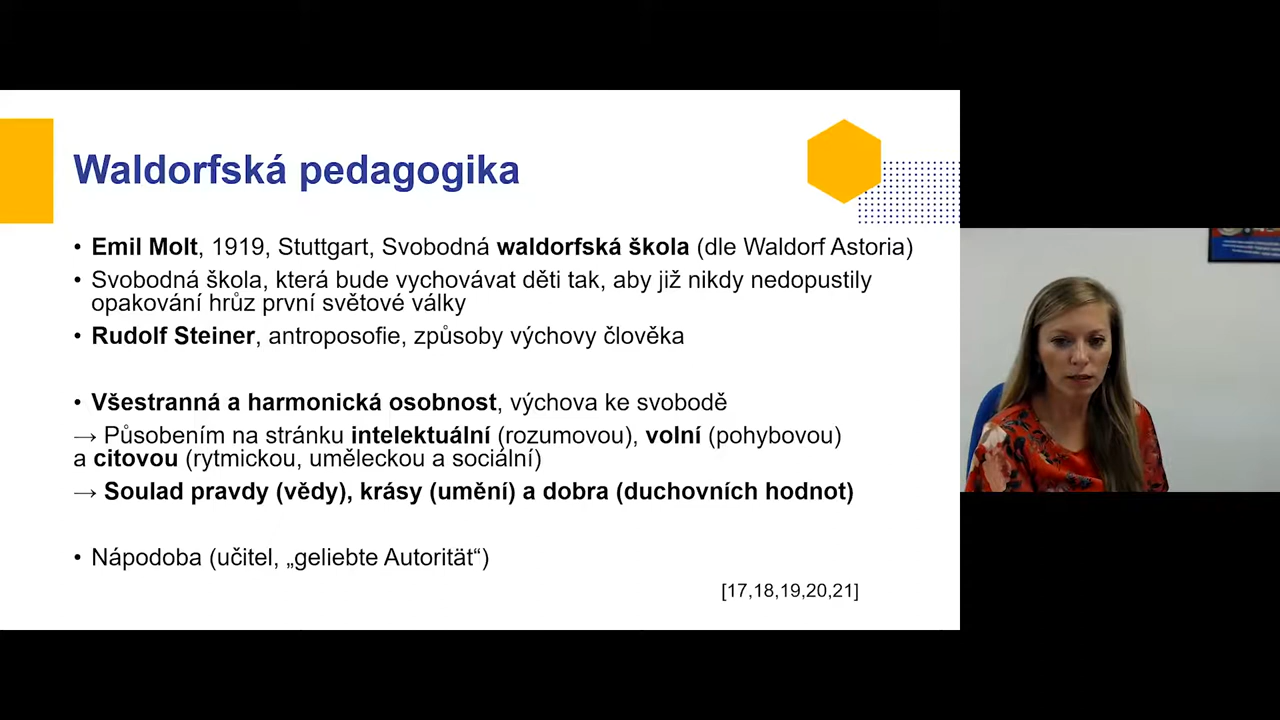 Waldorfská pedagogika
• Emil Molt, 1919, Stuttgart, Svobodná waldorfská škola (dle Waldorf Astoria)
• Svobodná škola, která bude vychovávat děti tak, aby již nikdy nedopustily
opakování hrůz první světové války
• Rudolf Steiner, antroposofie, způsoby výchovy člověka
• Všestranná a harmonická osobnost, výchova ke svobodě
→ Působením na stránku intelektuální (rozumovou), volní (pohybovou)
a citovou (rytmickou, uměleckou a sociální)
→ Soulad pravdy (vědy), krásy (umění) a dobra (duchovních hodnot)
• Nápodoba (učitel, „geliebte Autorität“)
[17,18,19,20,21]